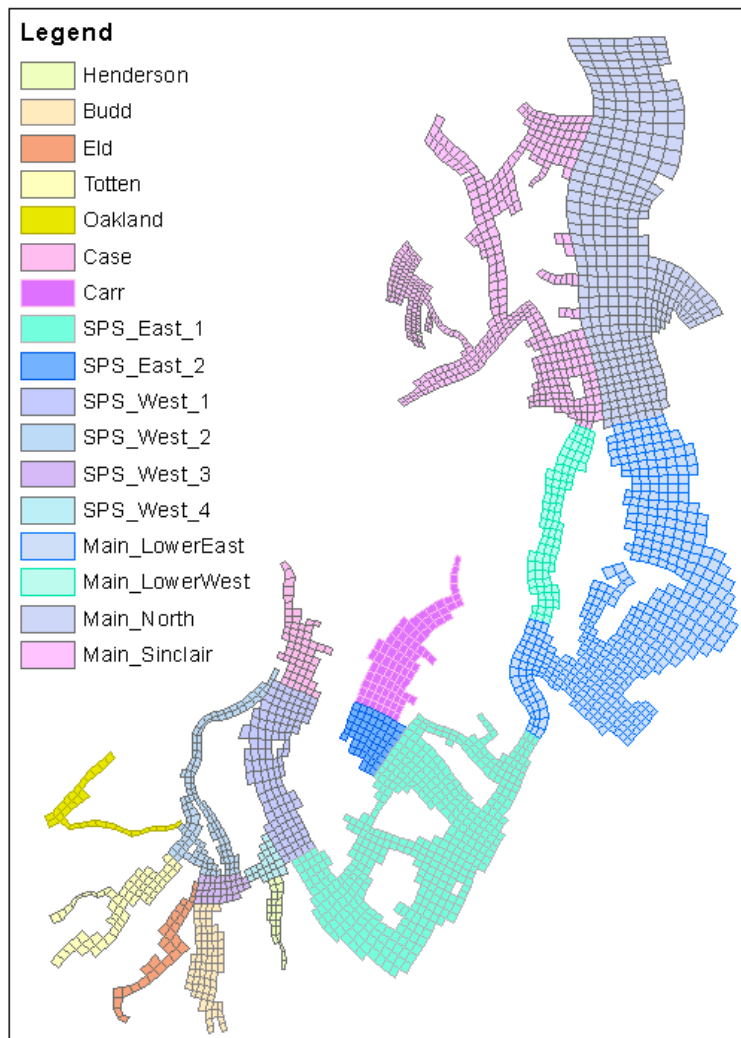 Legend
Henderson
Budd
Eld
Totten
Oakland
Case
Carr
SPS_East_1
SPS_East_2
SPS_West_1
SPS_West_2
SPS_West_3
SPS_West_4
Main_LowerEast
Main_LowerWest
Main_North
Main_Sinclair